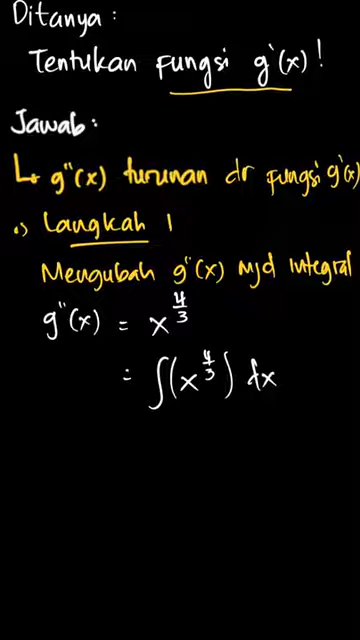 Ditanya:
Tentukan fungsi g'(x)!
Jawab:
↳ g''(x) turunan dr fungsi g'(x)
∴) Langkah 1
Mengubah g''(x) mjd integral
g''(x) = x^(4/3)
= ∫(x^(4/3)) dx